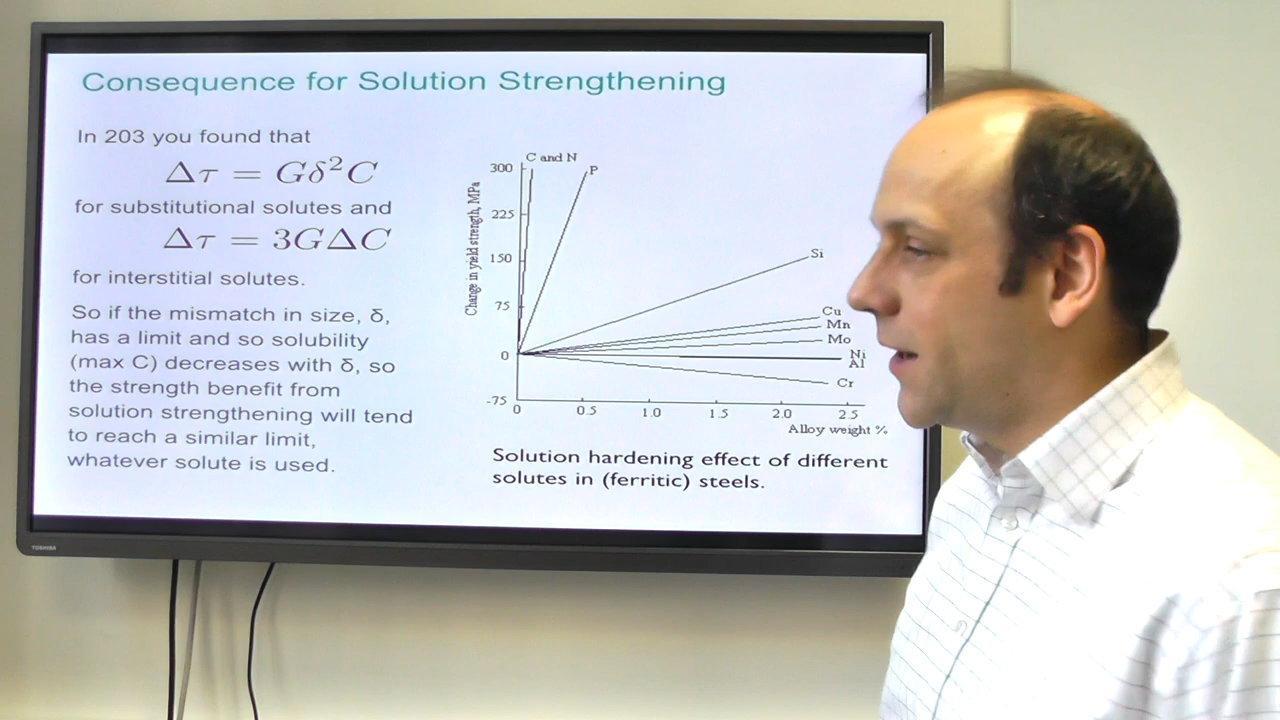 Consequence for Solution Strengthening
In 203 you found that
Δτ = Gδ²C
for substitutional solutes and
Δτ = 3GΔC
for interstitial solutes.
So if the mismatch in size, δ,
has a limit and so solubility
(max C) decreases with δ, so
the strength benefit from
solution strengthening will tend
to reach a similar limit,
whatever solute is used.
Change in yield strength, MPa
300
225
150
75
0
-75
C and N
P
Si
Cu
Mn
Mo
Ni
Al
Cr
0
0.5
1.0
1.5
2.0
2.5
Alloy weight %
Solution hardening effect of different
solutes in (ferritic) steels.
TOSHIBA